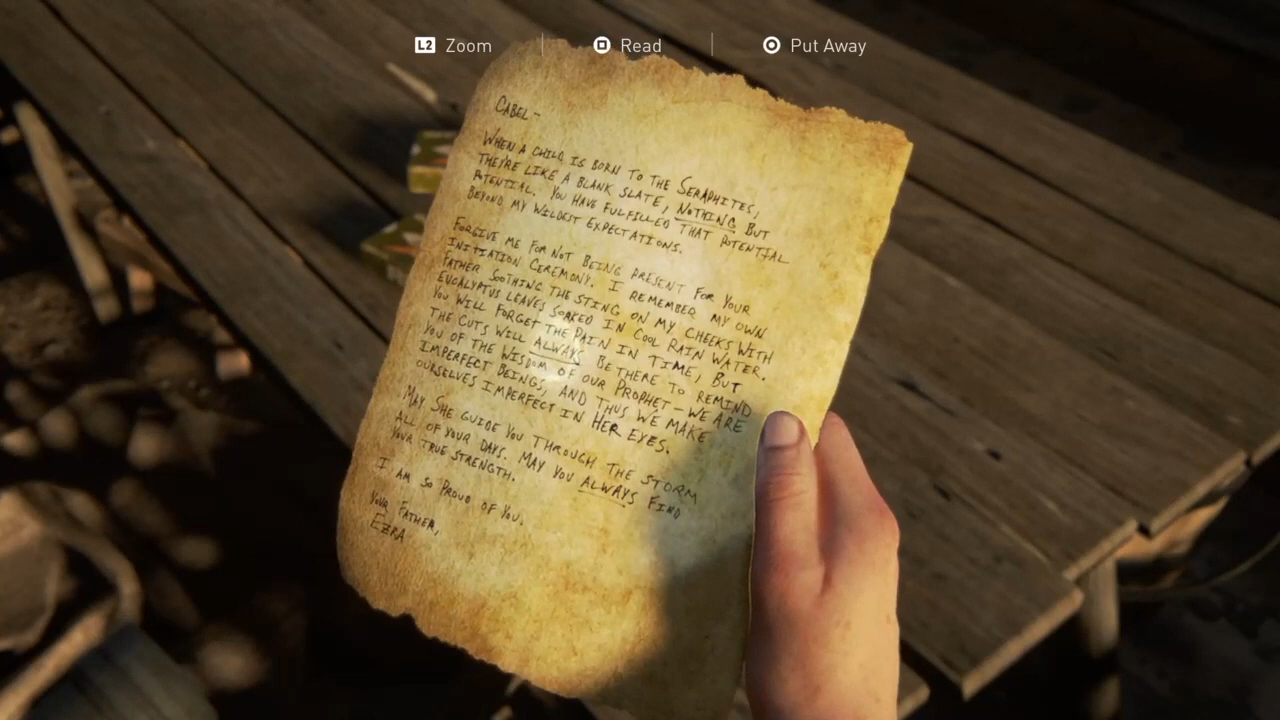 L2 Zoom Read Put Away
CABEL-
WHEN A CHILD IS BORN TO THE SERAPHITES,
THEY'RE LIKE A BLANK SLATE, NOTHING BUT
POTENTIAL. YOU HAVE FULFILLED THAT POTENTIAL
BEYOND MY WILDEST EXPECTATIONS.
FORGIVE ME FOR NOT BEING PRESENT FOR YOUR
INITIATION CEREMONY. I REMEMBER MY OWN
FATHER SOOTHING THE STING ON MY CHEEKS WITH
EUCALYPTUS LEAVES SOAKED IN COOL RAIN WATER.
YOU WILL FORGET THE PAIN IN TIME, BUT
THE CUTS WILL ALWAYS BE THERE TO REMIND
YOU OF THE WISDOM OF OUR PROPHET - WE ARE
IMPERFECT BEINGS, AND THUS WE MAKE
OURSELVES IMPERFECT IN HER EYES.
MAY SHE GUIDE YOU THROUGH THE STORM
ALL OF YOUR DAYS. MAY YOU ALWAYS FIND
YOUR TRUE STRENGTH.
I AM SO PROUD OF YOU.
YOUR FATHER,
EZRA